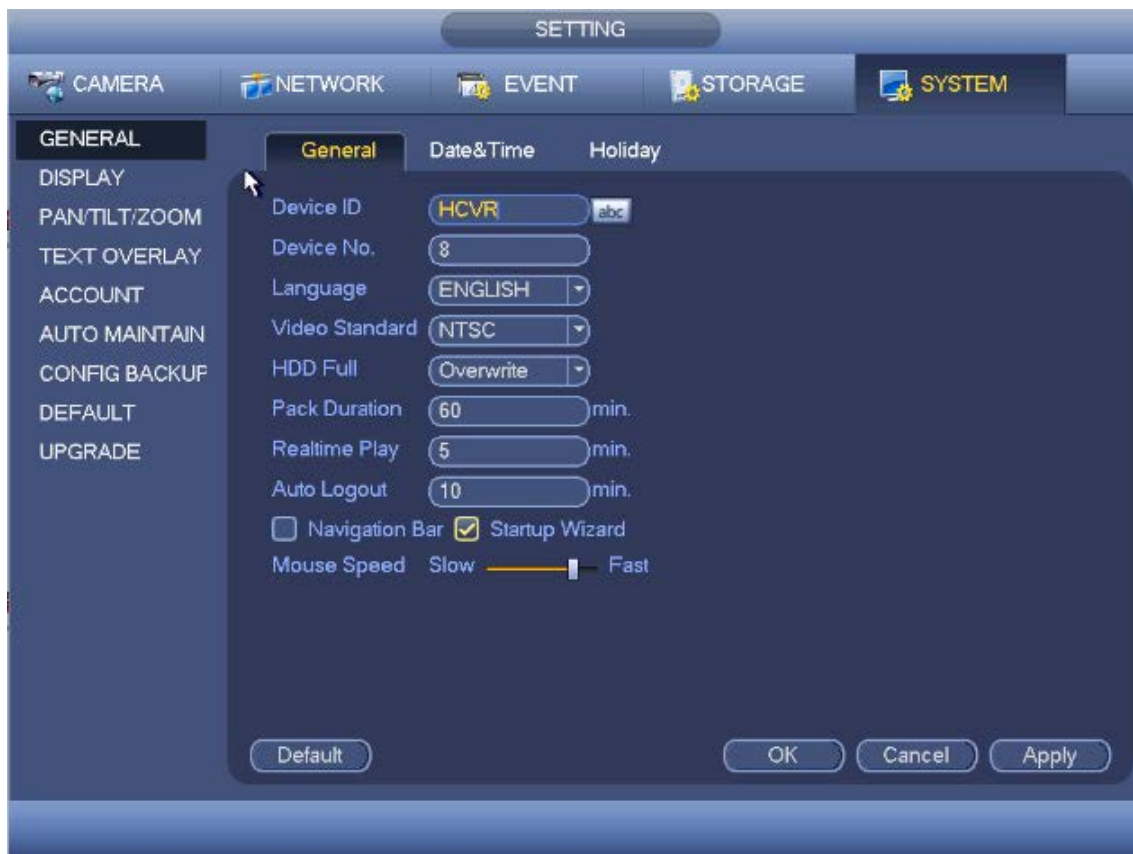 SETTING
CAMERA NETWORK EVENT STORAGE SYSTEM
GENERAL
DISPLAY
PAN/TILT/ZOOM
TEXT OVERLAY
ACCOUNT
AUTO MAINTAIN
CONFIG BACKUP
DEFAULT
UPGRADE
General Date&Time Holiday
Device ID HCVR abc
Device No. 8
Language ENGLISH
Video Standard NTSC
HDD Full Overwrite
Pack Duration 60 min.
Realtime Play 5 min.
Auto Logout 10 min.
Navigation Bar Startup Wizard
Mouse Speed Slow Fast
Default OK Cancel Apply